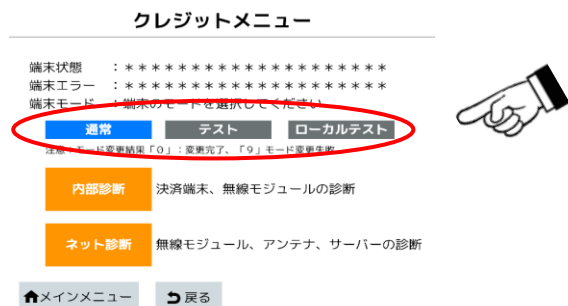 クレジットメニュー
端末状態　：＊＊＊＊＊＊＊＊＊＊＊＊＊＊＊＊＊＊＊＊
端末エラー　：＊＊＊＊＊＊＊＊＊＊＊＊＊＊＊＊＊＊＊＊
端末モード　：端末のモードを選択してください
通常　テスト　ローカルテスト
注意：モード変更結果「0」：変更完了、「9」モード変更失敗
内部診断　決済端末、無線モジュールの診断
ネット診断　無線モジュール、アンテナ、サーバーの診断
メインメニュー　戻る